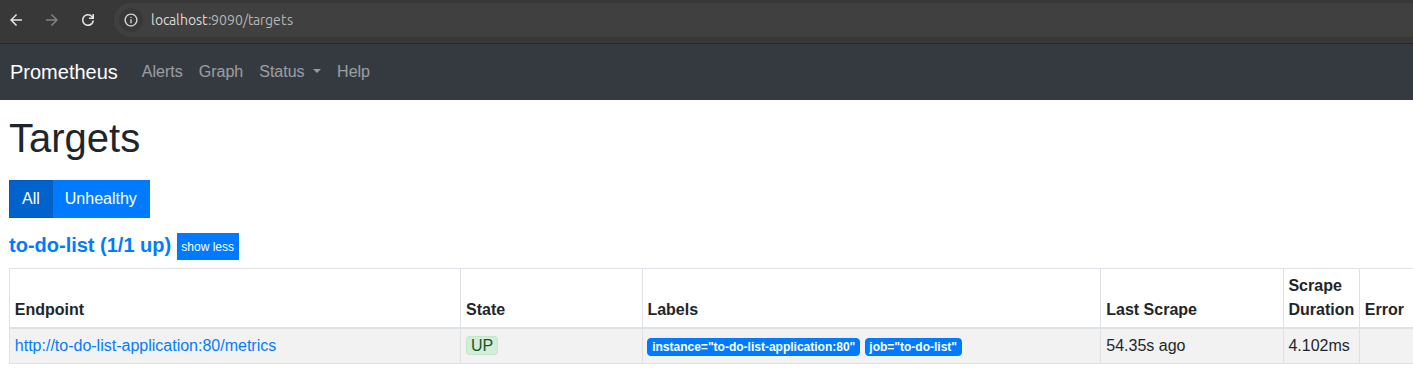 localhost:9090/targets
Prometheus Alerts Graph Status Help
Targets
All Unhealthy
to-do-list (1/1 up) show less
Endpoint State Labels Last Scrape Scrape Duration Error
http://to-do-list-application:80/metrics UP instance="to-do-list-application:80" job="to-do-list" 54.35s ago 4.102ms